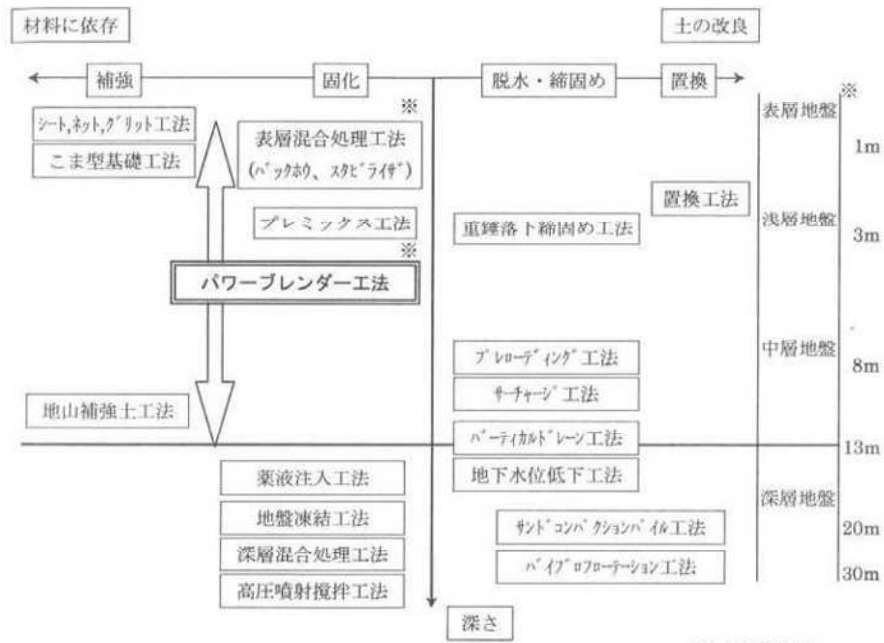 材料に依存
土の改良
補強
固化
脱水・締固め
置換
※
※
シート,ネット,グリット工法
こま型基礎工法
表層混合処理工法
(バックホウ、スタビライザ)
表層地盤
1m
置換工法
プレミックス工法
重錘落下締固め工法
浅層地盤
3m
※
パワーブレンダー工法
プレローディング工法
中層地盤
8m
サーチャージ工法
地山補強土工法
バーティカルドレーン工法
13m
薬液注入工法
地下水位低下工法
深層地盤
地盤凍結工法
サンドコンパクションパイル工法
20m
深層混合処理工法
バイブロフローテーション工法
30m
高圧噴射撹拌工法
深さ